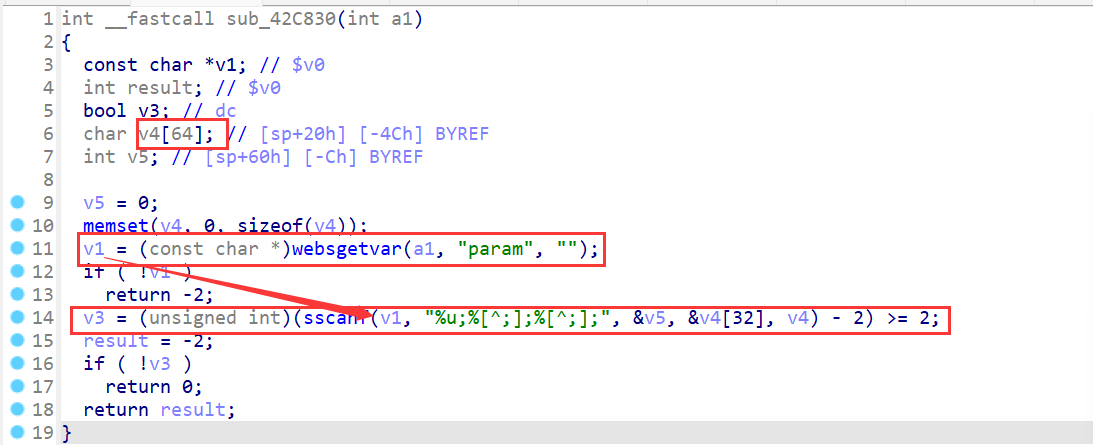 1 int __fastcall sub_42C830(int a1)
2 {
3 const char *v1; // $v0
4 int result; // $v0
5 bool v3; // dc
6 char v4[64]; // [sp+20h] [-4Ch] BYREF
7 int v5; // [sp+60h] [-Ch] BYREF
8
9 v5 = 0;
10 memset(v4, 0, sizeof(v4));
11 v1 = (const char *)websgetvar(a1, "param", "");
12 if ( !v1 )
13 return -2;
14 v3 = (unsigned int)(sscanf(v1, "%u;%[^;];%[^;];", &v5, &v4[32], v4) - 2) >= 2;
15 result = -2;
16 if ( !v3 )
17 return 0;
18 return result;
19 }